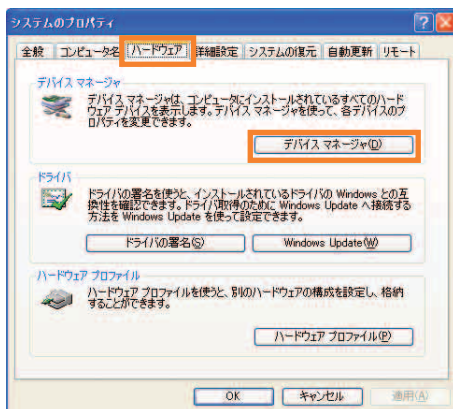 システムのプロパティ
全般 コンピュータ名 ハードウェア 詳細設定 システムの復元 自動更新 リモート
デバイス マネージャ
デバイス マネージャは、コンピュータにインストールされているすべてのハード
ウェア デバイスを表示します。デバイス マネージャを使って、各デバイスのプ
ロパティを変更できます。
デバイス マネージャ(D)
ドライバ
ドライバの署名を使うと、インストールされているドライバの Windows との互
換性を確認できます。ドライバ取得のために Windows Update へ接続する
方法を Windows Update を使って設定できます。
ドライバの署名(S) Windows Update(W)
ハードウェア プロファイル
ハードウェア プロファイルを使うと、別のハードウェアの構成を設定し、格納
することができます。
ハードウェア プロファイル(P)
OK キャンセル 適用(A)